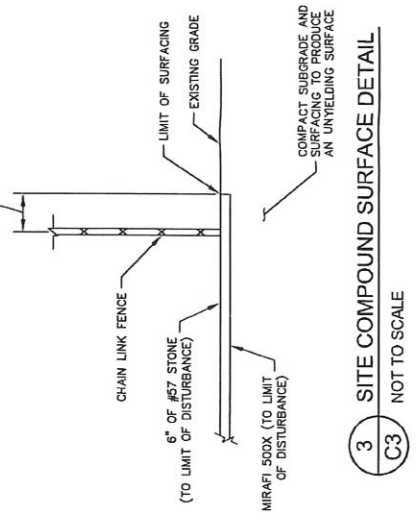 LIMIT OF SURFACING
EXISTING GRADE
CHAIN LINK FENCE
6" OF #57 STONE
(TO LIMIT OF DISTURBANCE)
MIRAFI 500X (TO LIMIT
OF DISTURBANCE)
COMPACT SUBGRADE AND
SURFACING TO PRODUCE
AN UNYIELDING SURFACE
3
C3
SITE COMPOUND SURFACE DETAIL
NOT TO SCALE